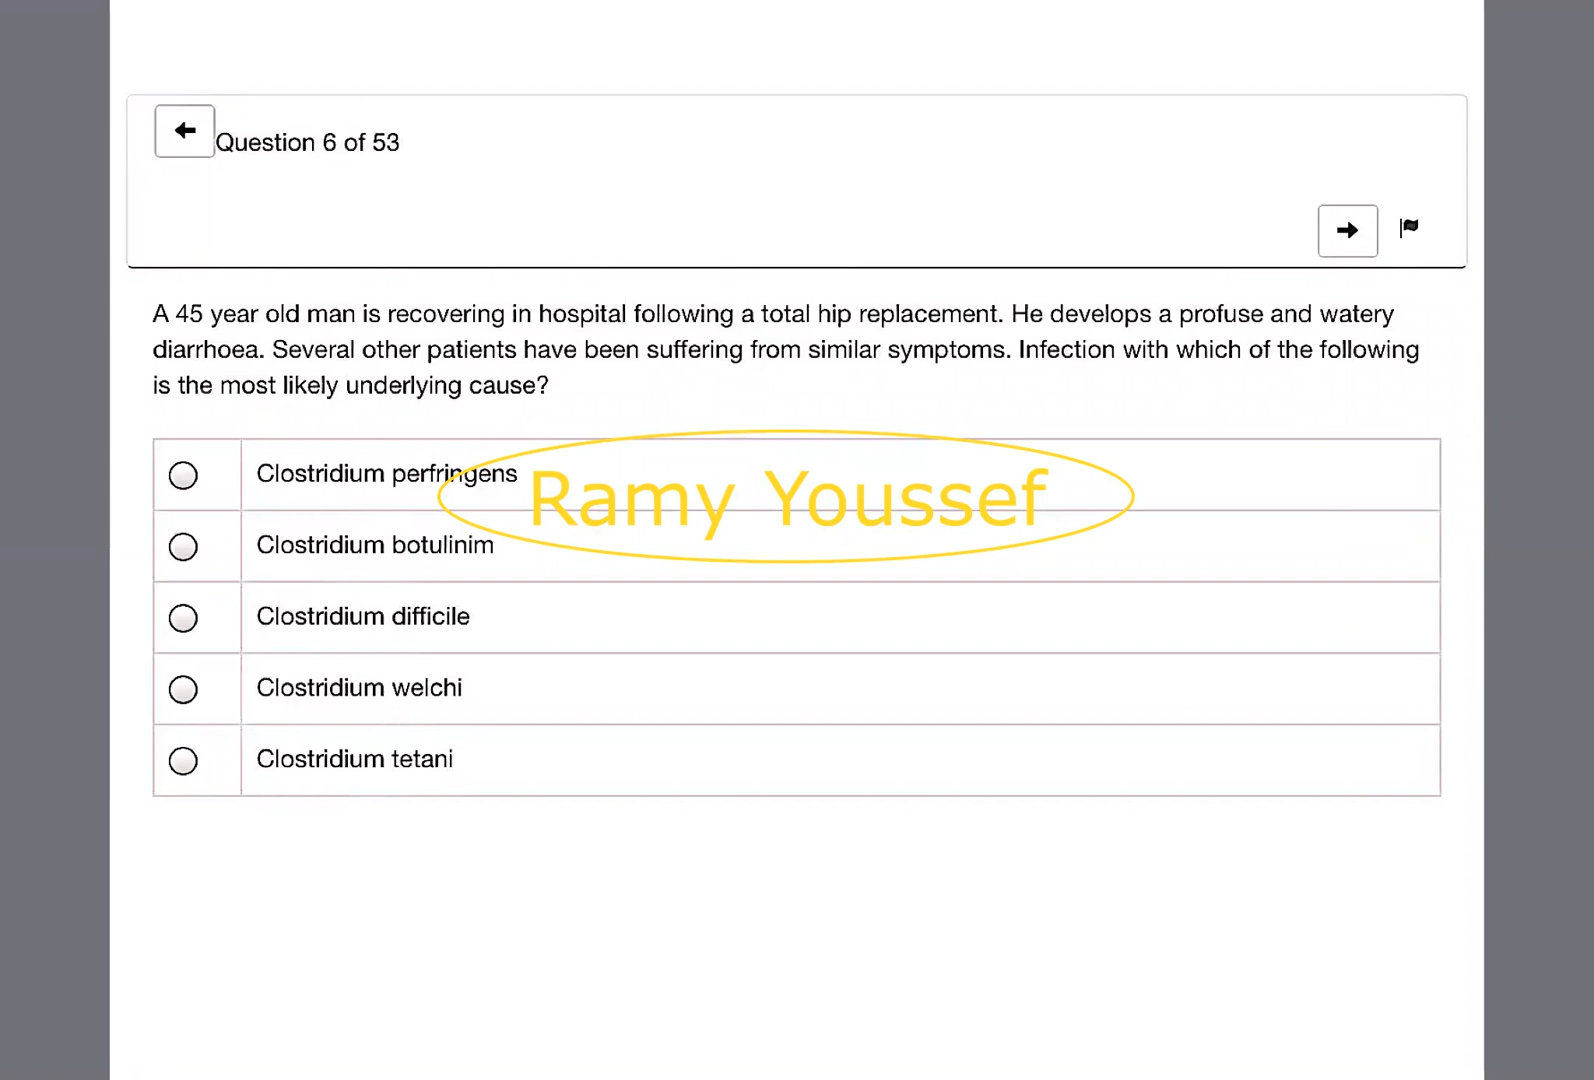 Question 6 of 53
A 45 year old man is recovering in hospital following a total hip replacement. He develops a profuse and watery
diarrhoea. Several other patients have been suffering from similar symptoms. Infection with which of the following
is the most likely underlying cause?
Clostridium perfringens
Ramy Youssef
Clostridium botulinim
Clostridium difficile
Clostridium welchi
Clostridium tetani